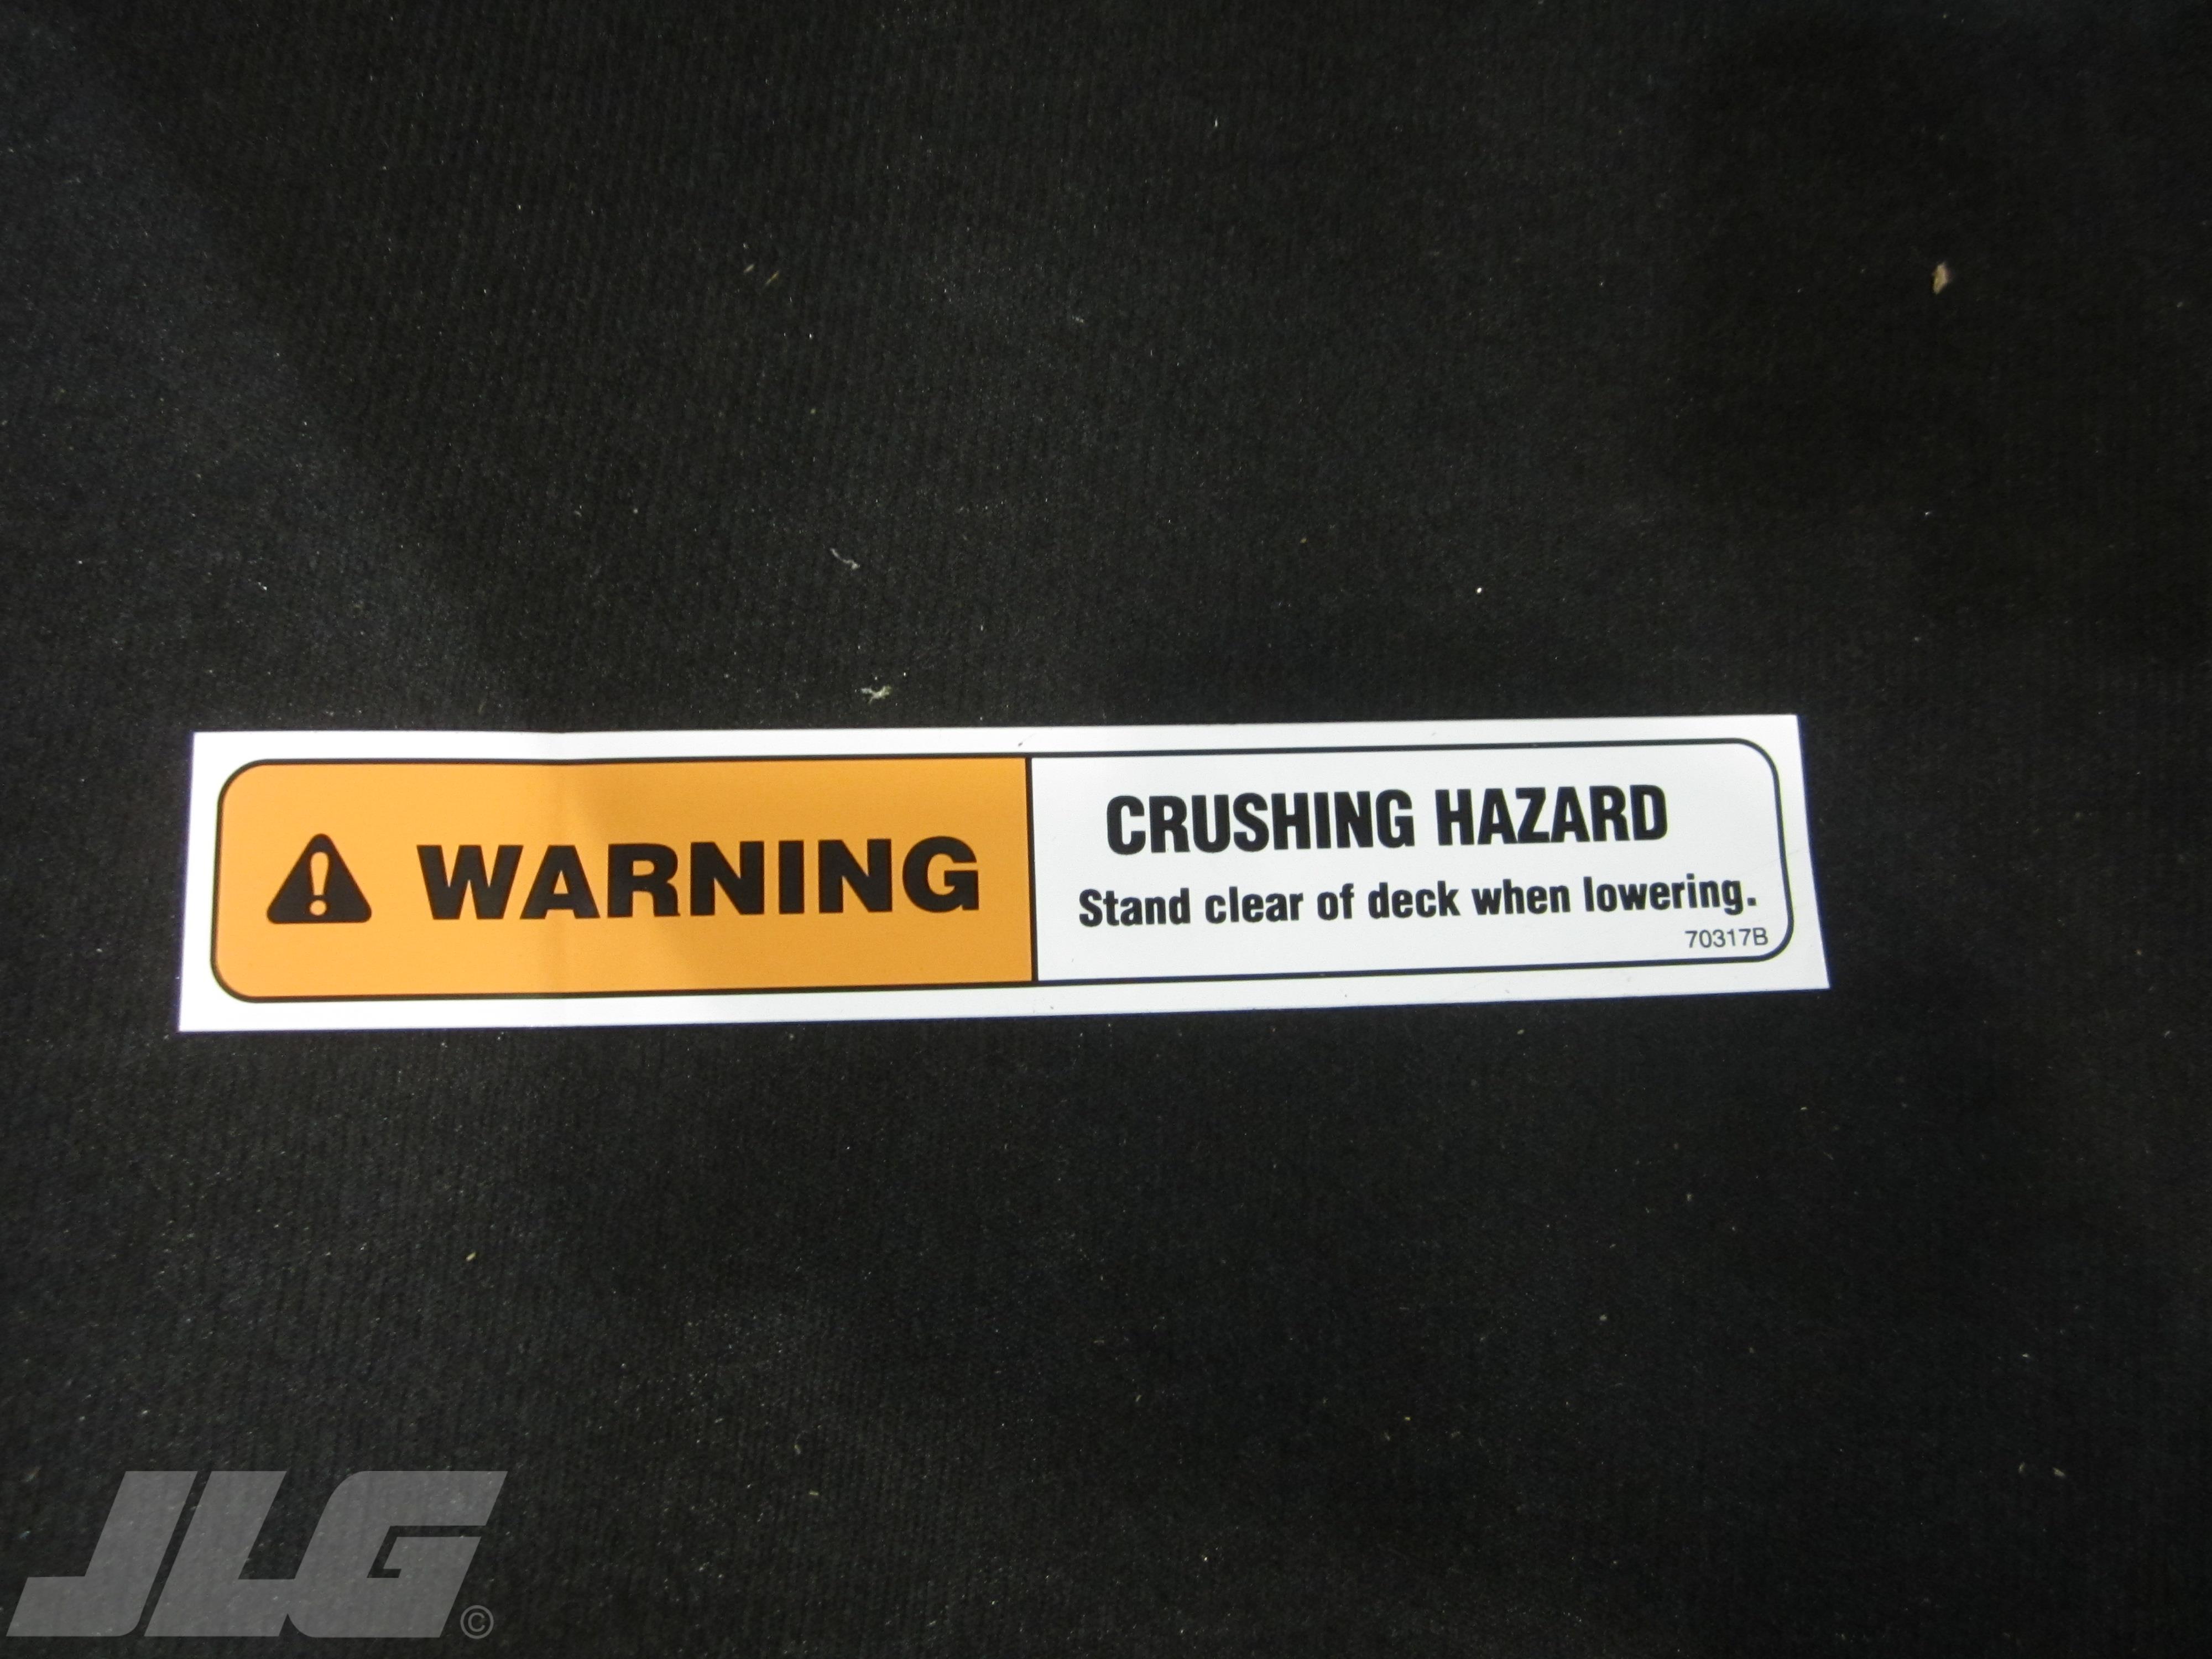 WARNING
CRUSHING HAZARD
Stand clear of deck when lowering.
70317B
JLG©